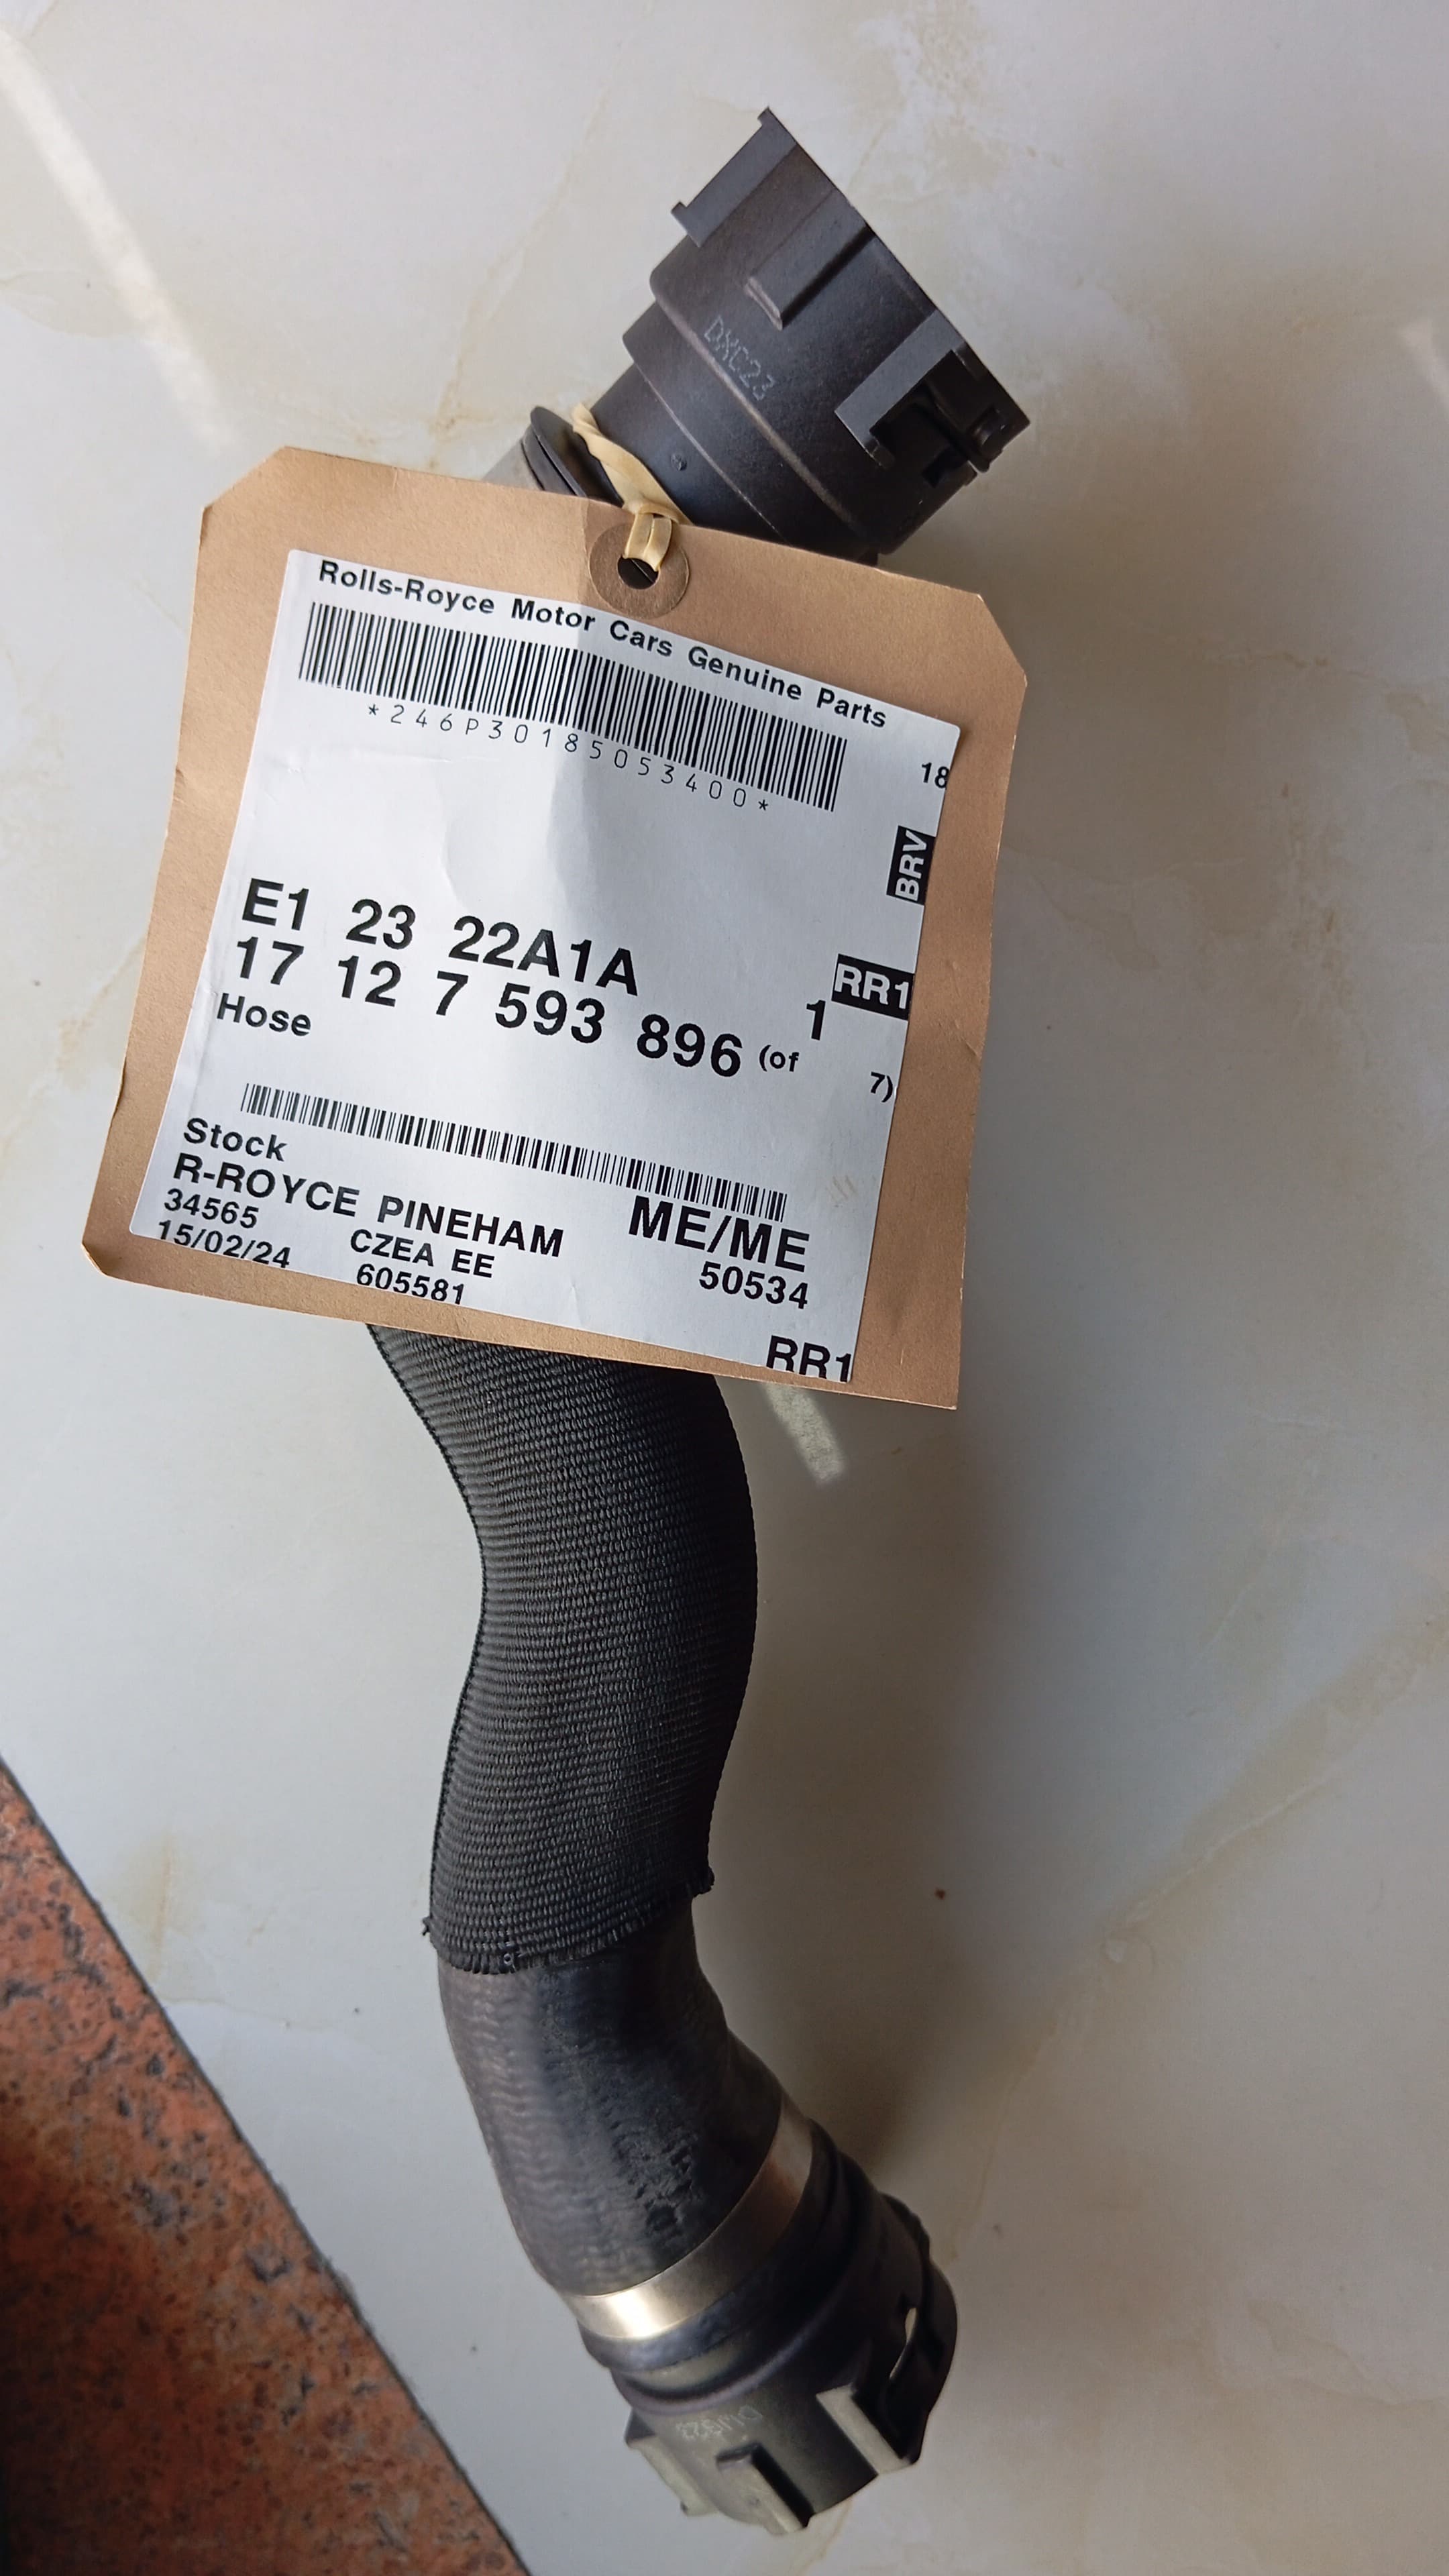 DXC23
Rolls-Royce Motor Cars Genuine Parts
*246P30185053400*
18
BRV
E1 23 22A1A
RR1
17 12 7 593 896 (of 1 7)
Hose
Stock
R-ROYCE PINEHAM ME/ME
34565 CZEA EE 50534
15/02/24 605581
RR1